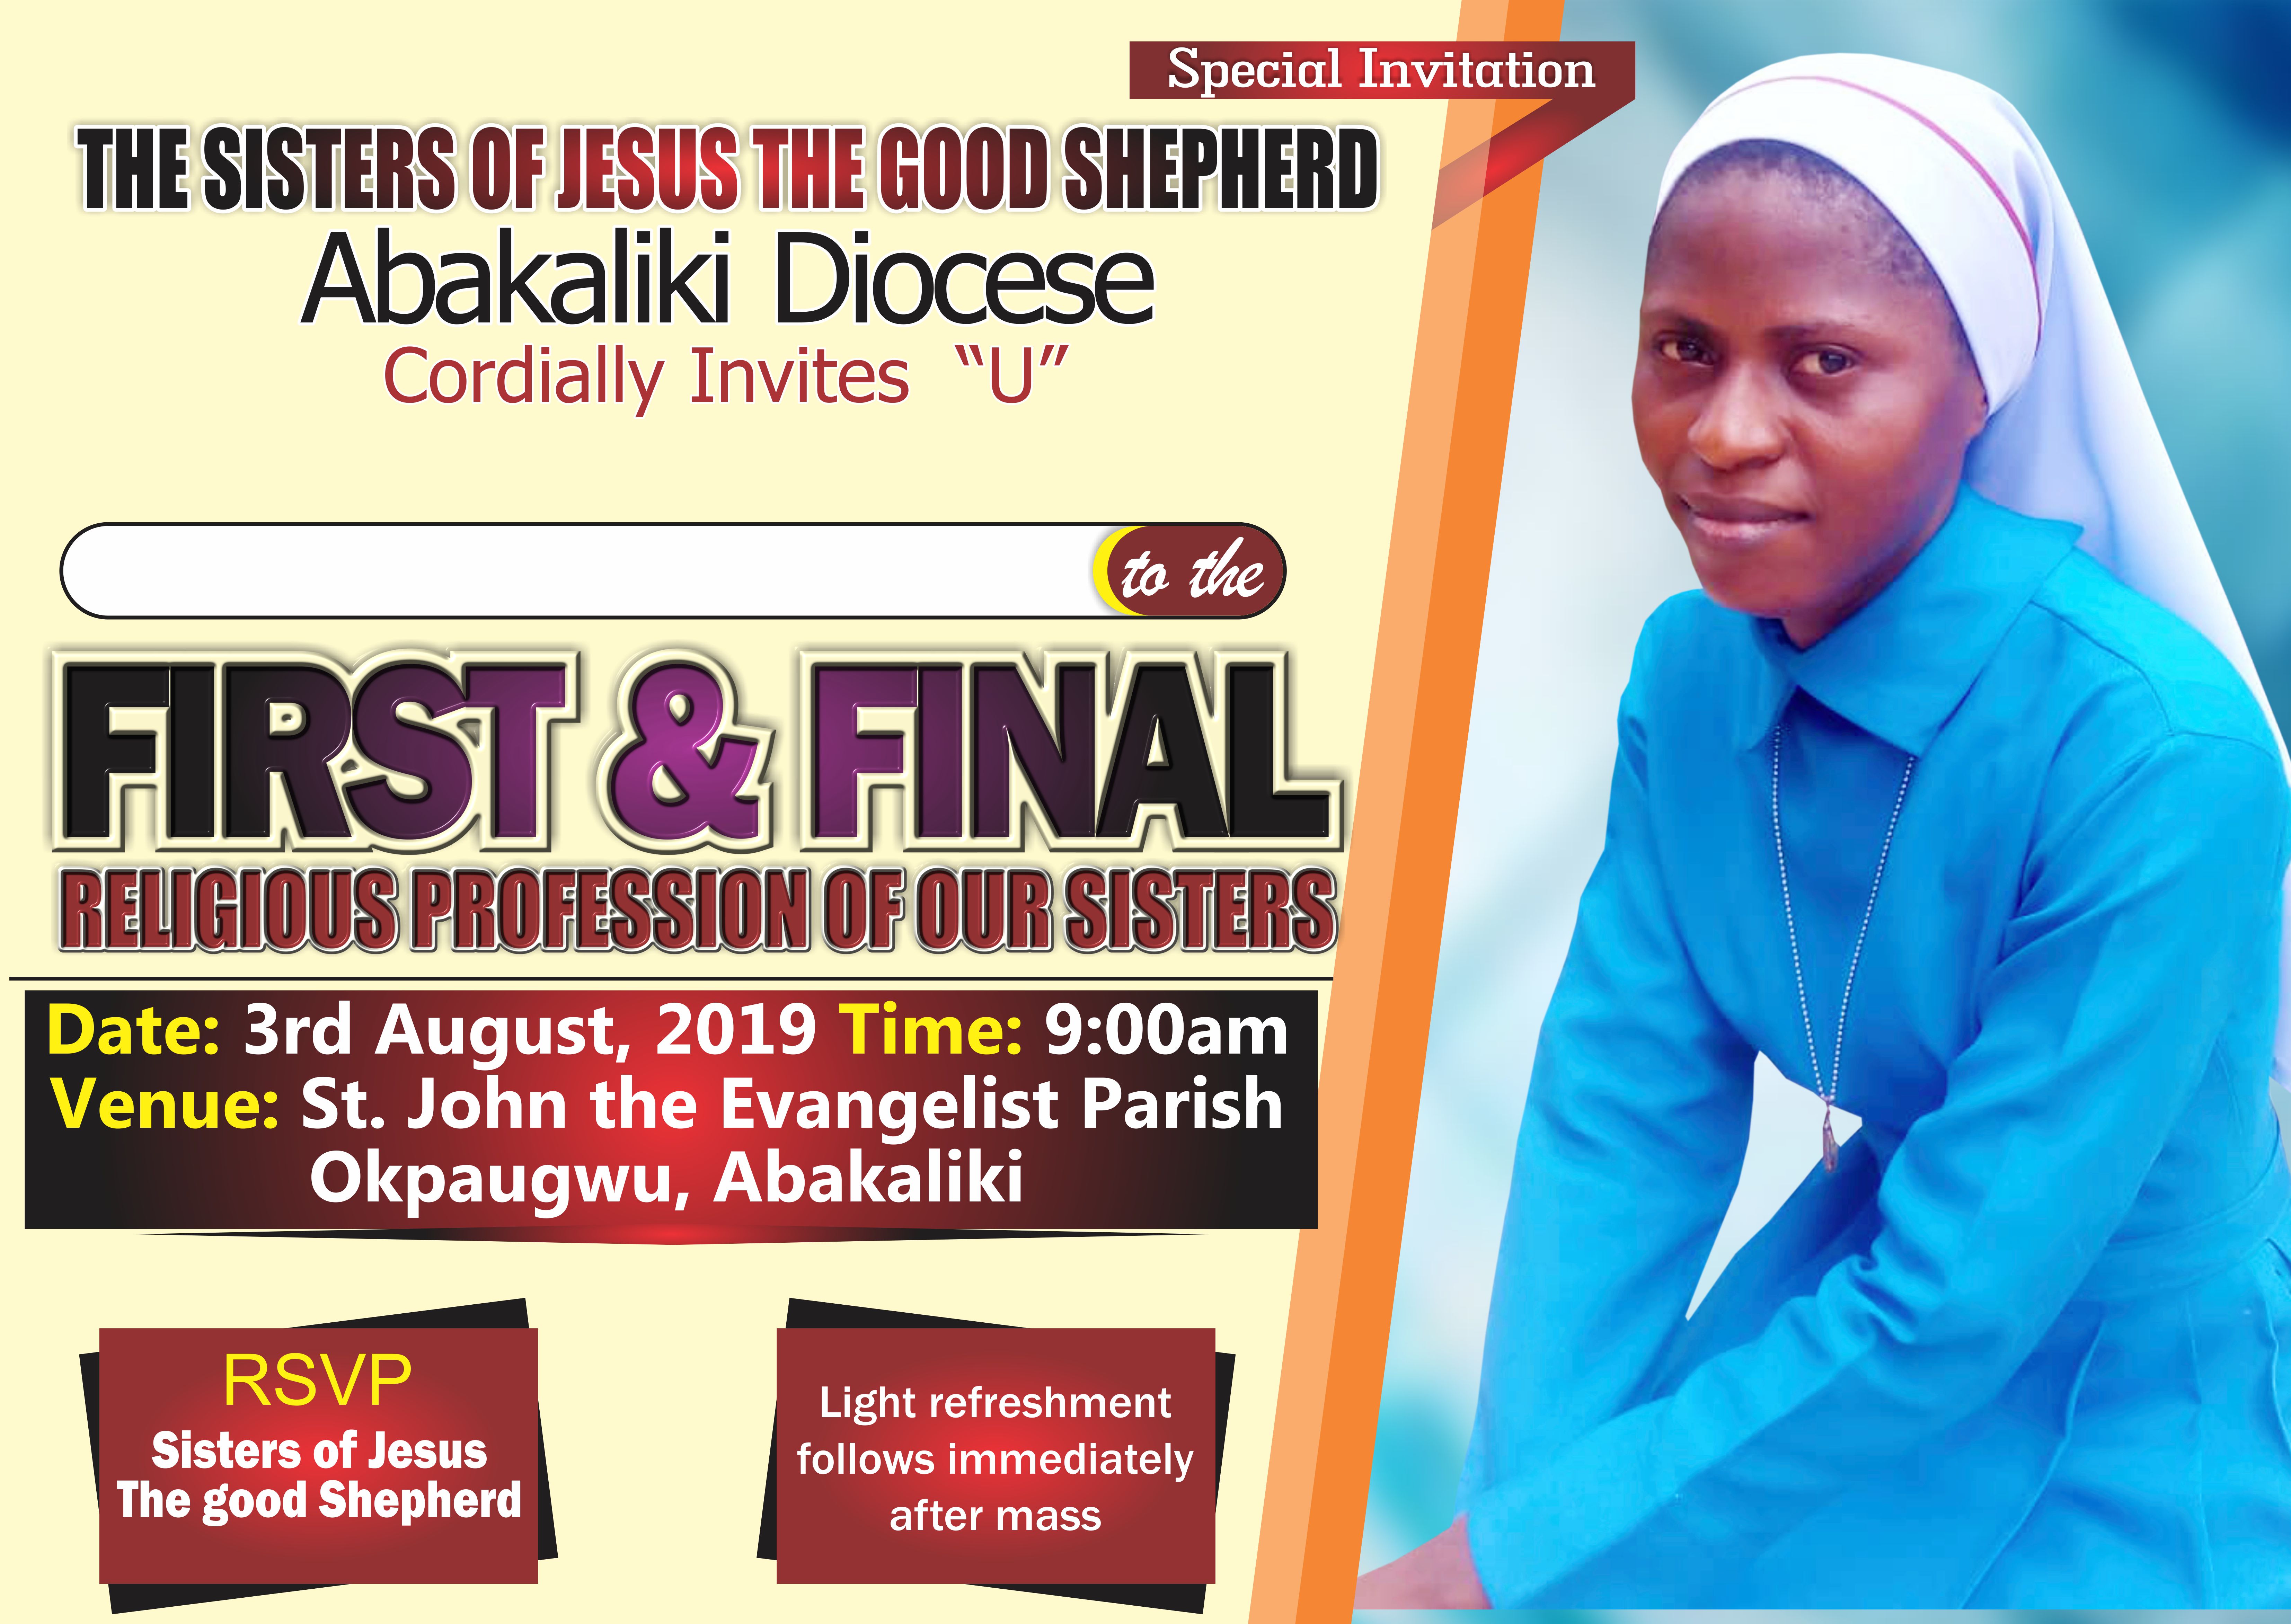 Special Invitation
THE SISTERS OF JESUS THE GOOD SHEPHERD
Abakaliki Diocese
Cordially Invites “U”
to the
FIRST & FINAL
RELIGIOUS PROFESSION OF OUR SISTERS
Date: 3rd August, 2019 Time: 9:00am
Venue: St. John the Evangelist Parish
Okpaugwu, Abakaliki
RSVP
Sisters of Jesus
The good Shepherd
Light refreshment
follows immediately
after mass